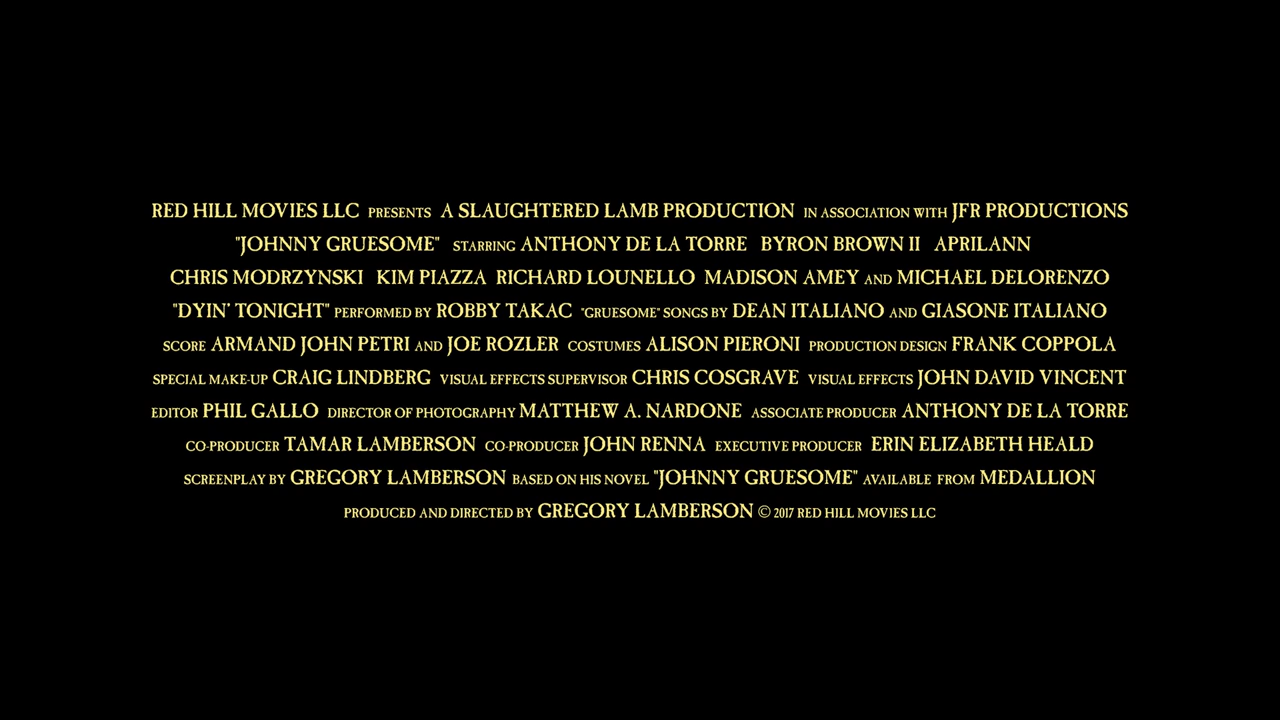 RED HILL MOVIES LLC PRESENTS A SLAUGHTERED LAMB PRODUCTION IN ASSOCIATION WITH JFR PRODUCTIONS
"JOHNNY GRUESOME" STARRING ANTHONY DE LA TORRE BYRON BROWN II APRILANN
CHRIS MODRZYNSKI KIM PIAZZA RICHARD LOUNELLO MADISON AMEY AND MICHAEL DELORENZO
"DYIN' TONIGHT" PERFORMED BY ROBBY TAKAC "GRUESOME" SONGS BY DEAN ITALIANO AND GIASONE ITALIANO
SCORE ARMAND JOHN PETRI AND JOE ROZLER COSTUMES ALISON PIERONI PRODUCTION DESIGN FRANK COPPOLA
SPECIAL MAKE-UP CRAIG LINDBERG VISUAL EFFECTS SUPERVISOR CHRIS COSGRAVE VISUAL EFFECTS JOHN DAVID VINCENT
EDITOR PHIL GALLO DIRECTOR OF PHOTOGRAPHY MATTHEW A. NARDONE ASSOCIATE PRODUCER ANTHONY DE LA TORRE
CO-PRODUCER TAMAR LAMBERSON CO-PRODUCER JOHN RENNA EXECUTIVE PRODUCER ERIN ELIZABETH HEALD
SCREENPLAY BY GREGORY LAMBERSON BASED ON HIS NOVEL "JOHNNY GRUESOME" AVAILABLE FROM MEDALLION
PRODUCED AND DIRECTED BY GREGORY LAMBERSON © 2017 RED HILL MOVIES LLC